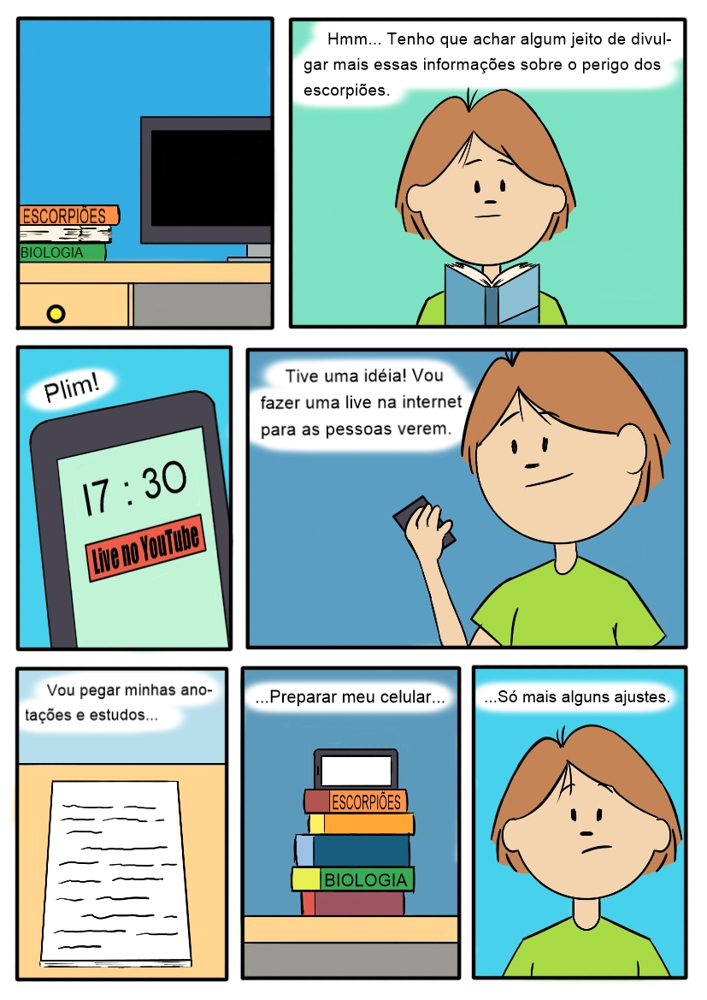 ESCORPIÕES
BIOLOGIA
Hmm... Tenho que achar algum jeito de divul-
gar mais essas informações sobre o perigo dos
escorpiões.
Plim!
17 : 30
Live no YouTube
Tive uma idéia! Vou
fazer uma live na internet
para as pessoas verem.
Vou pegar minhas ano-
tações e estudos...
...Preparar meu celular...
ESCORPIÕES
BIOLOGIA
...Só mais alguns ajustes.